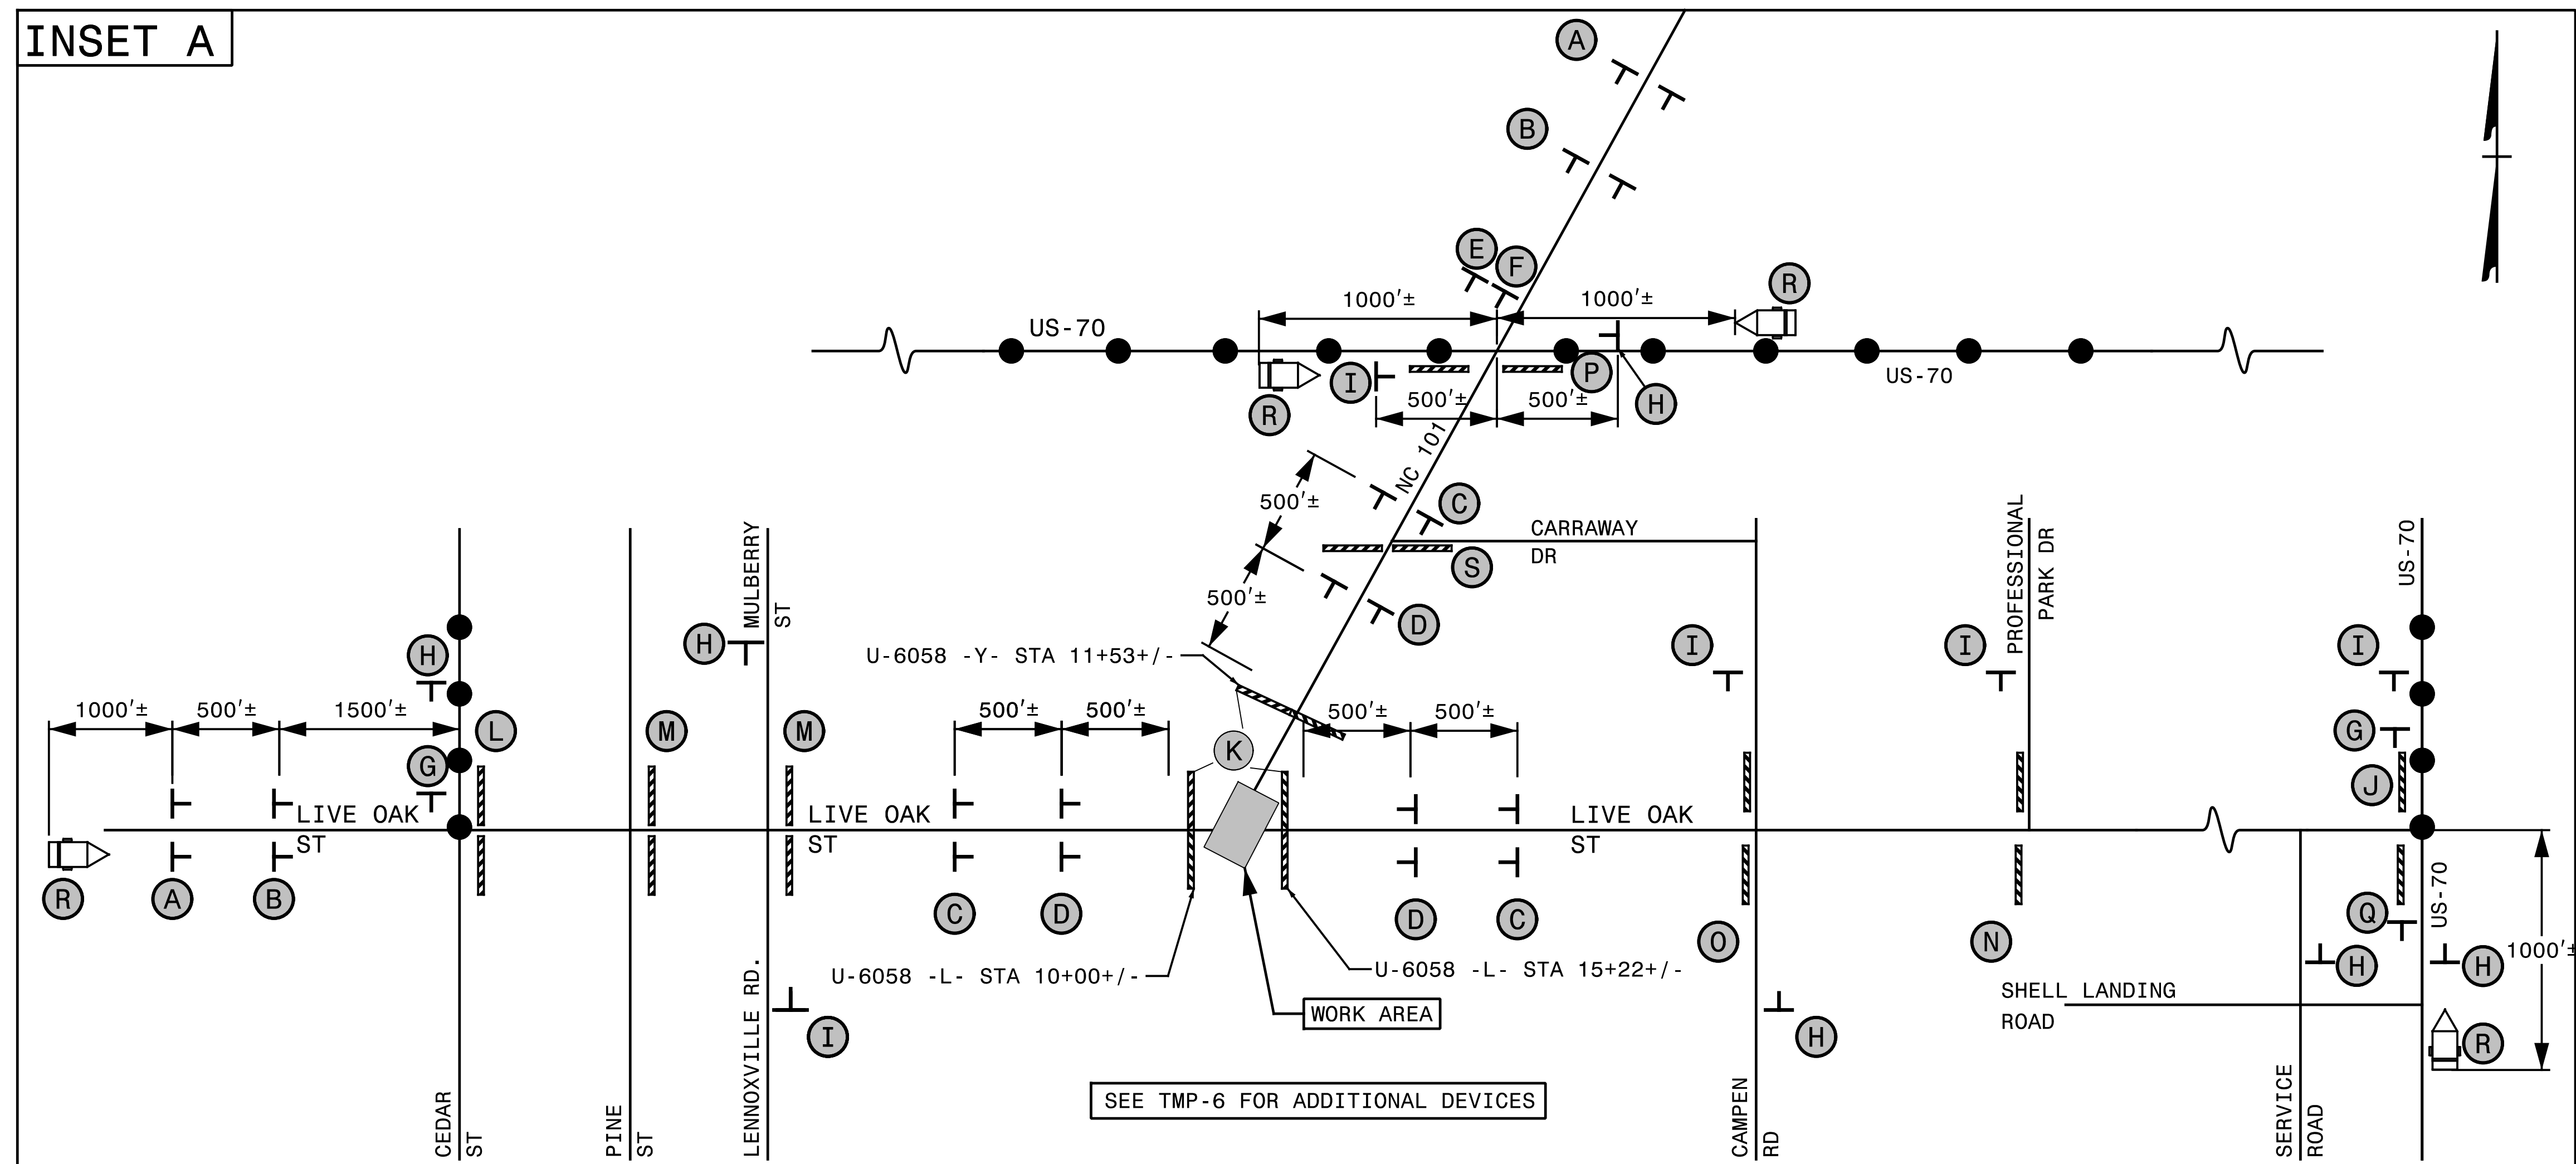 INSET A
A
B
E
F
R
1000'±
1000'±
US-70
I
P
H
R
US-70
500'±
500'±
NC 101
500'±
C
CARRAWAY
DR
S
500'±
D
MULBERRY
ST
PROFESSIONAL
PARK DR
US-70
H
H
U-6058 -Y- STA 11+53+/-
I
I
I
1000'±
500'±
1500'±
L
M
M
500'±
500'±
K
500'±
500'±
G
G
J
LIVE OAK
ST
LIVE OAK
ST
LIVE OAK
ST
R
A
B
C
D
D
C
O
N
Q
US-70
H
H
1000'±
U-6058 -L- STA 10+00+/-
U-6058 -L- STA 15+22+/-
WORK AREA
SHELL LANDING
ROAD
I
H
R
LENNOXVILLE RD.
CEDAR
ST
PINE
ST
CAMPEN
RD
SERVICE
ROAD
SEE TMP-6 FOR ADDITIONAL DEVICES